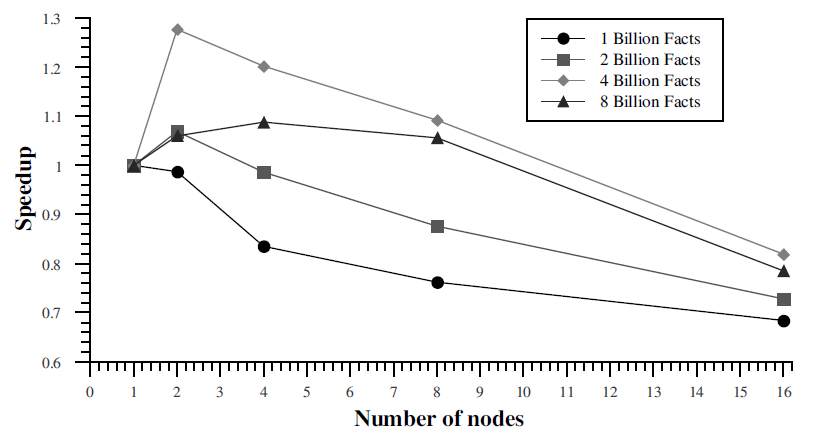 1.3
1.2
1.1
1
0.9
0.8
0.7
0.6
Speedup
1 Billion Facts
2 Billion Facts
4 Billion Facts
8 Billion Facts
0 1 2 3 4 5 6 7 8 9 10 11 12 13 14 15 16
Number of nodes